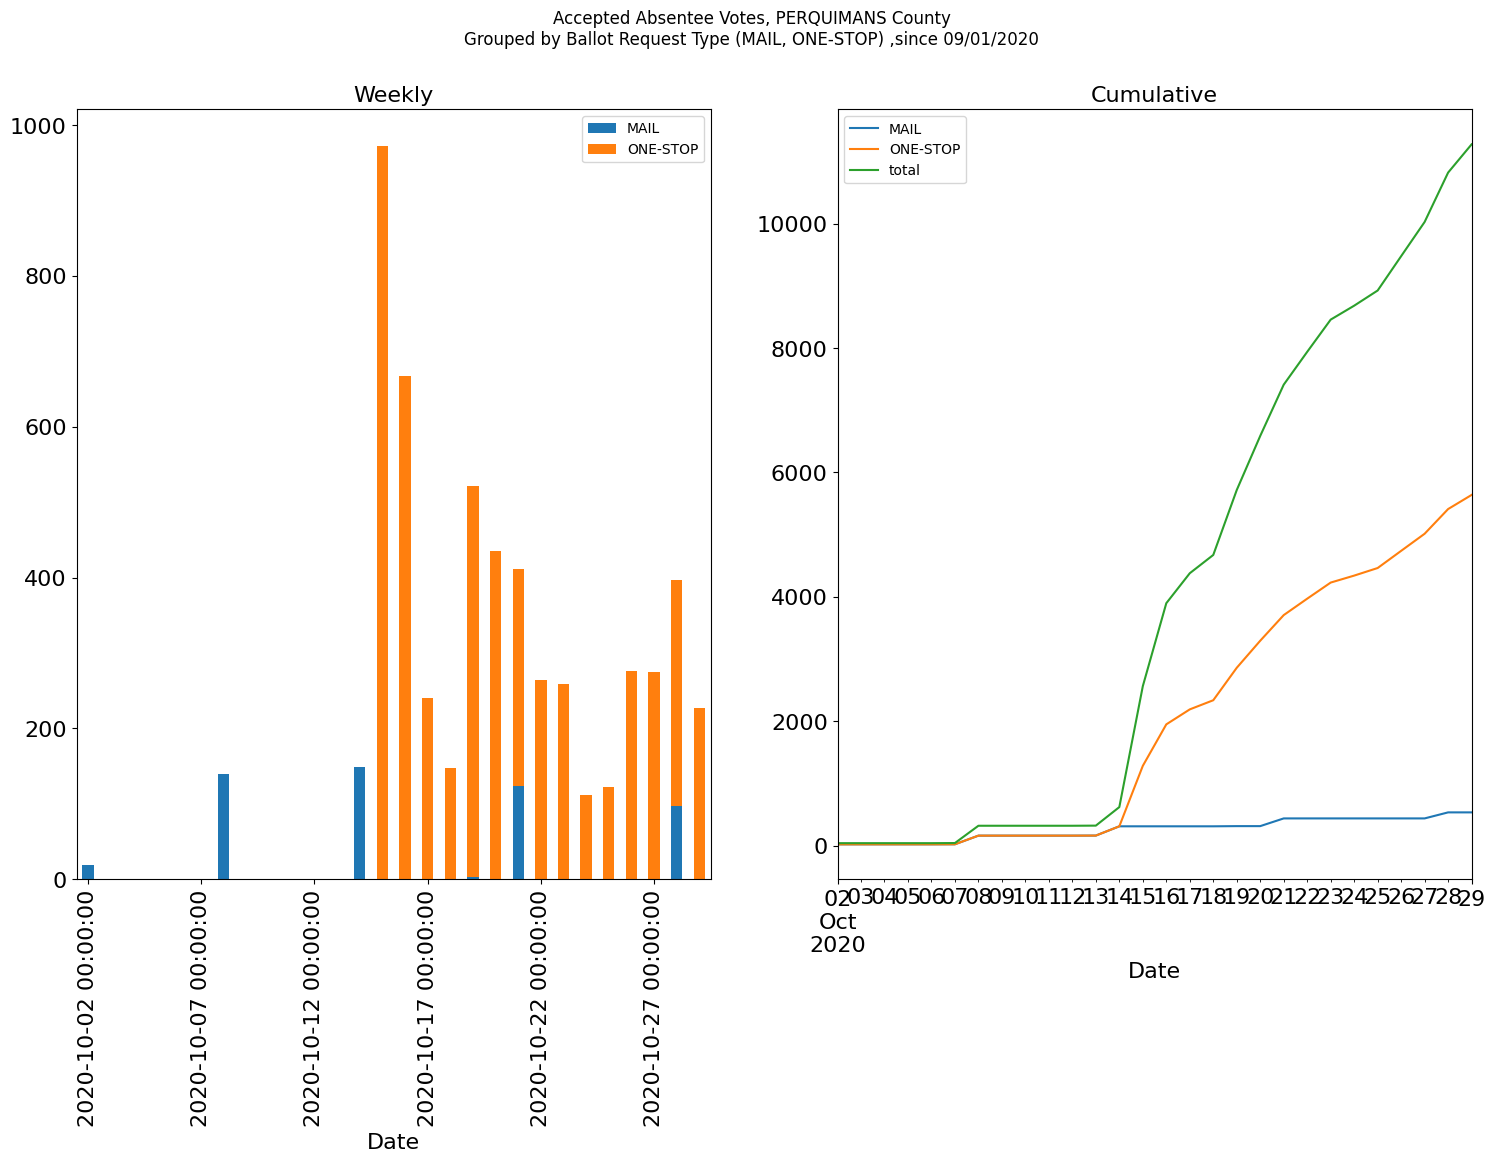 Accepted Absentee Votes, PERQUIMANS County
Grouped by Ballot Request Type (MAIL, ONE-STOP) ,since 09/01/2020
Weekly
1000
800
600
400
200
0
MAIL
ONE-STOP
2020-10-02 00:00:00
2020-10-07 00:00:00
2020-10-12 00:00:00
2020-10-17 00:00:00
2020-10-22 00:00:00
2020-10-27 00:00:00
Date
Cumulative
MAIL
ONE-STOP
total
10000
8000
6000
4000
2000
0
02 03 04 05 06 07 08 09 10 11 12 13 14 15 16 17 18 19 20 21 22 23 24 25 26 27 28 29
Oct
2020
Date